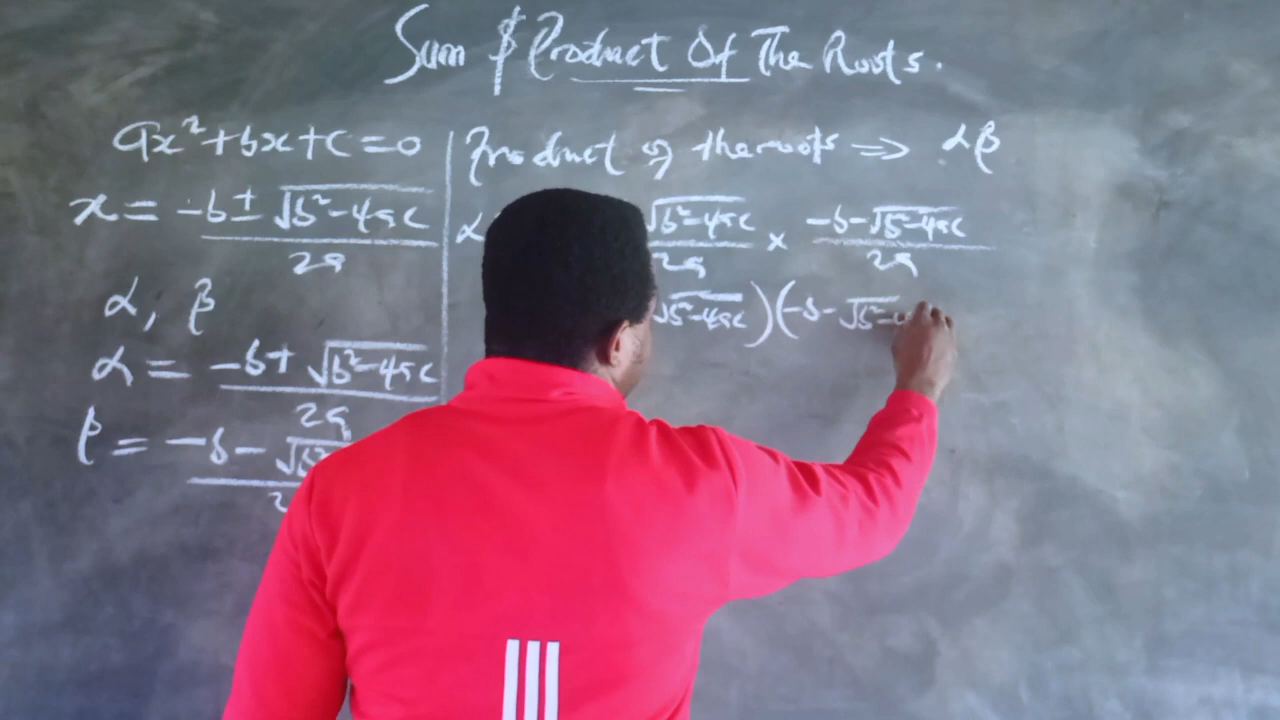 Sum & Product Of The Roots.
ax²+bx+c=0
x = -b ± √b²-4ac
2a
α, β
α = -b + √b²-4ac
2a
β = -b - √b²
2
Product of the roots ⇒ αβ
α √b²-4ac × -b-√b²-4ac
2a 2a
√b²-4ac)(-b-√b²-